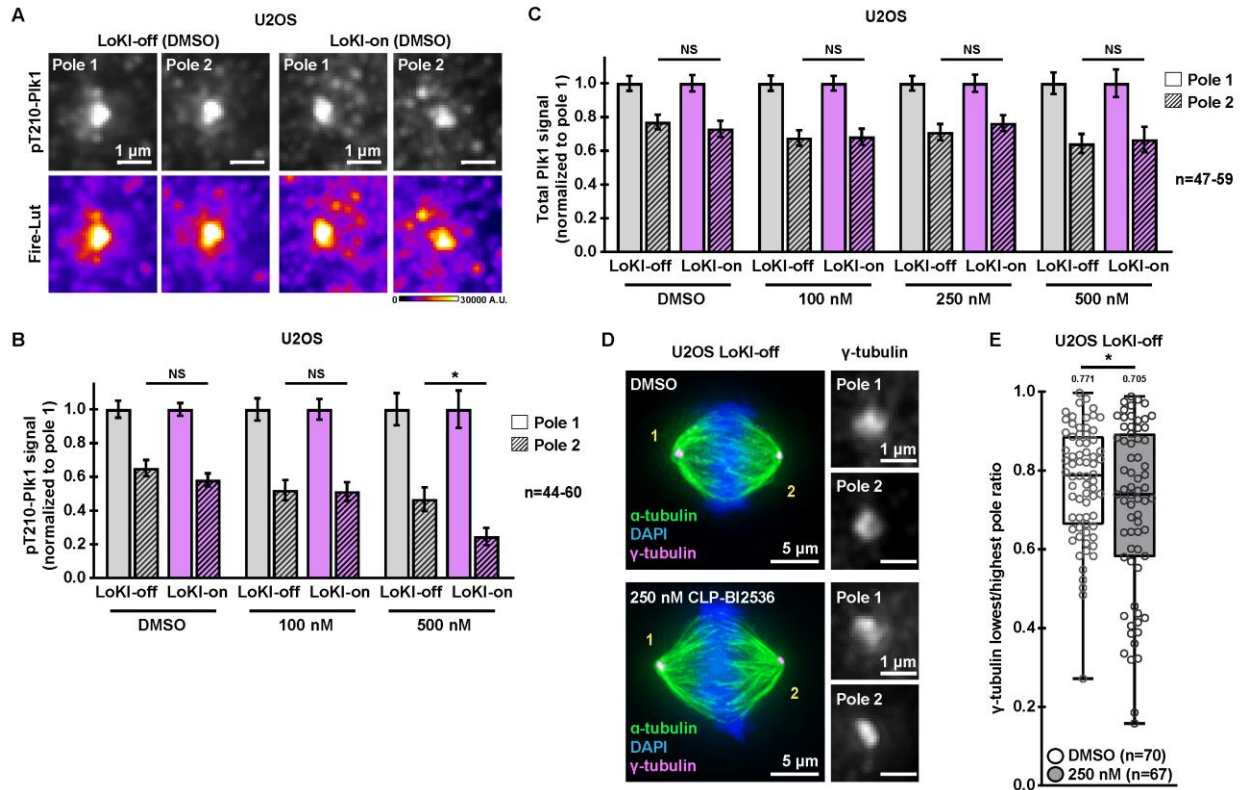 A
U2OS
LoKI-off (DMSO) LoKI-on (DMSO)
pT210-Plk1
Pole 1 Pole 2 Pole 1 Pole 2
1 µm 1 µm
Fire-Lut
0 30000 A.U.
B
U2OS
pT210-Plk1 signal
(normalized to pole 1)
1.0
0.8
0.6
0.4
0.2
0.0
NS NS *
Pole 1
Pole 2
n=44-60
LoKI-off LoKI-on LoKI-off LoKI-on LoKI-off LoKI-on
DMSO 100 nM 500 nM
C
U2OS
Total Plk1 signal
(normalized to pole 1)
1.0
0.8
0.6
0.4
0.2
0.0
NS NS NS NS
Pole 1
Pole 2
n=47-59
LoKI-off LoKI-on LoKI-off LoKI-on LoKI-off LoKI-on LoKI-off LoKI-on
DMSO 100 nM 250 nM 500 nM
D
U2OS LoKI-off γ-tubulin
DMSO
1
2
α-tubulin
DAPI
γ-tubulin
5 µm
Pole 1
1 µm
Pole 2
250 nM CLP-BI2536
1
2
α-tubulin
DAPI
γ-tubulin
5 µm
Pole 1
1 µm
Pole 2
E
U2OS LoKI-off
*
0.771 0.705
γ-tubulin lowest/highest pole ratio
1.0
0.8
0.6
0.4
0.2
0.0
DMSO (n=70)
250 nM (n=67)